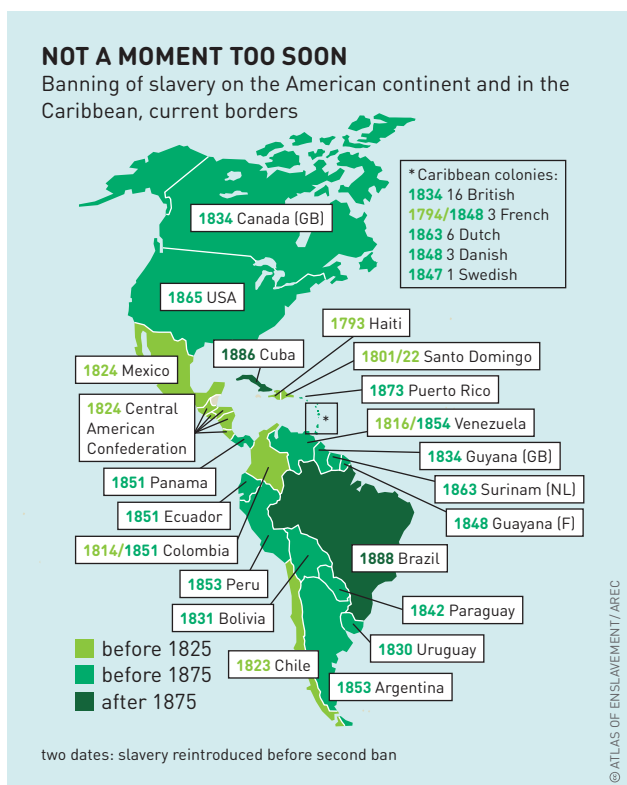 NOT A MOMENT TOO SOON
Banning of slavery on the American continent and in the
Caribbean, current borders
* Caribbean colonies:
1834 16 British
1794/1848 3 French
1863 6 Dutch
1848 3 Danish
1847 1 Swedish
1834 Canada (GB)
1865 USA
1793 Haiti
1886 Cuba
1801/22 Santo Domingo
1824 Mexico
1873 Puerto Rico
1824 Central
American
Confederation
*
1816/1854 Venezuela
1834 Guyana (GB)
1851 Panama
1863 Surinam (NL)
1851 Ecuador
1848 Guayana (F)
1814/1851 Colombia
1888 Brazil
1853 Peru
1831 Bolivia
1842 Paraguay
1830 Uruguay
1823 Chile
1853 Argentina
before 1825
before 1875
after 1875
two dates: slavery reintroduced before second ban
© ATLAS OF ENSLAVEMENT/AREC